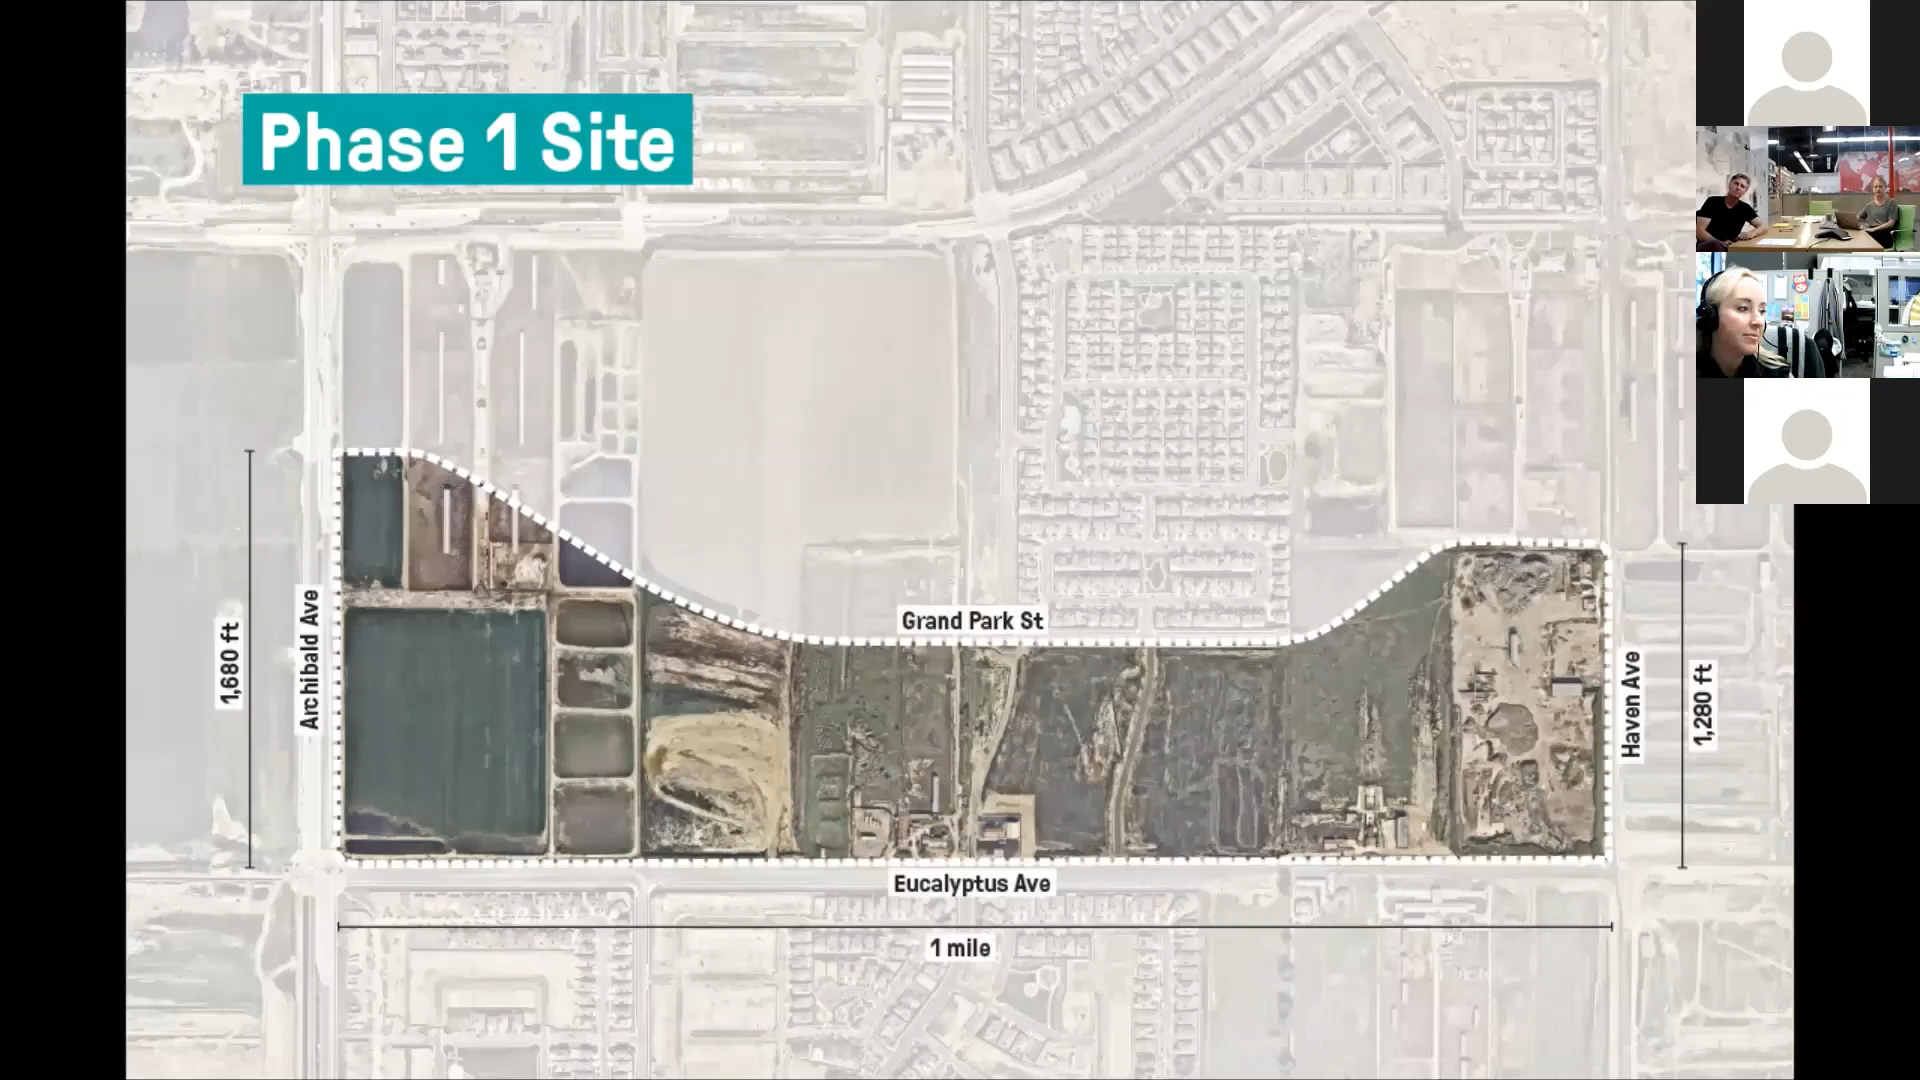 Phase 1 Site
Grand Park St
Archibald Ave
1,680 ft
Haven Ave
1,280 ft
Eucalyptus Ave
1 mile